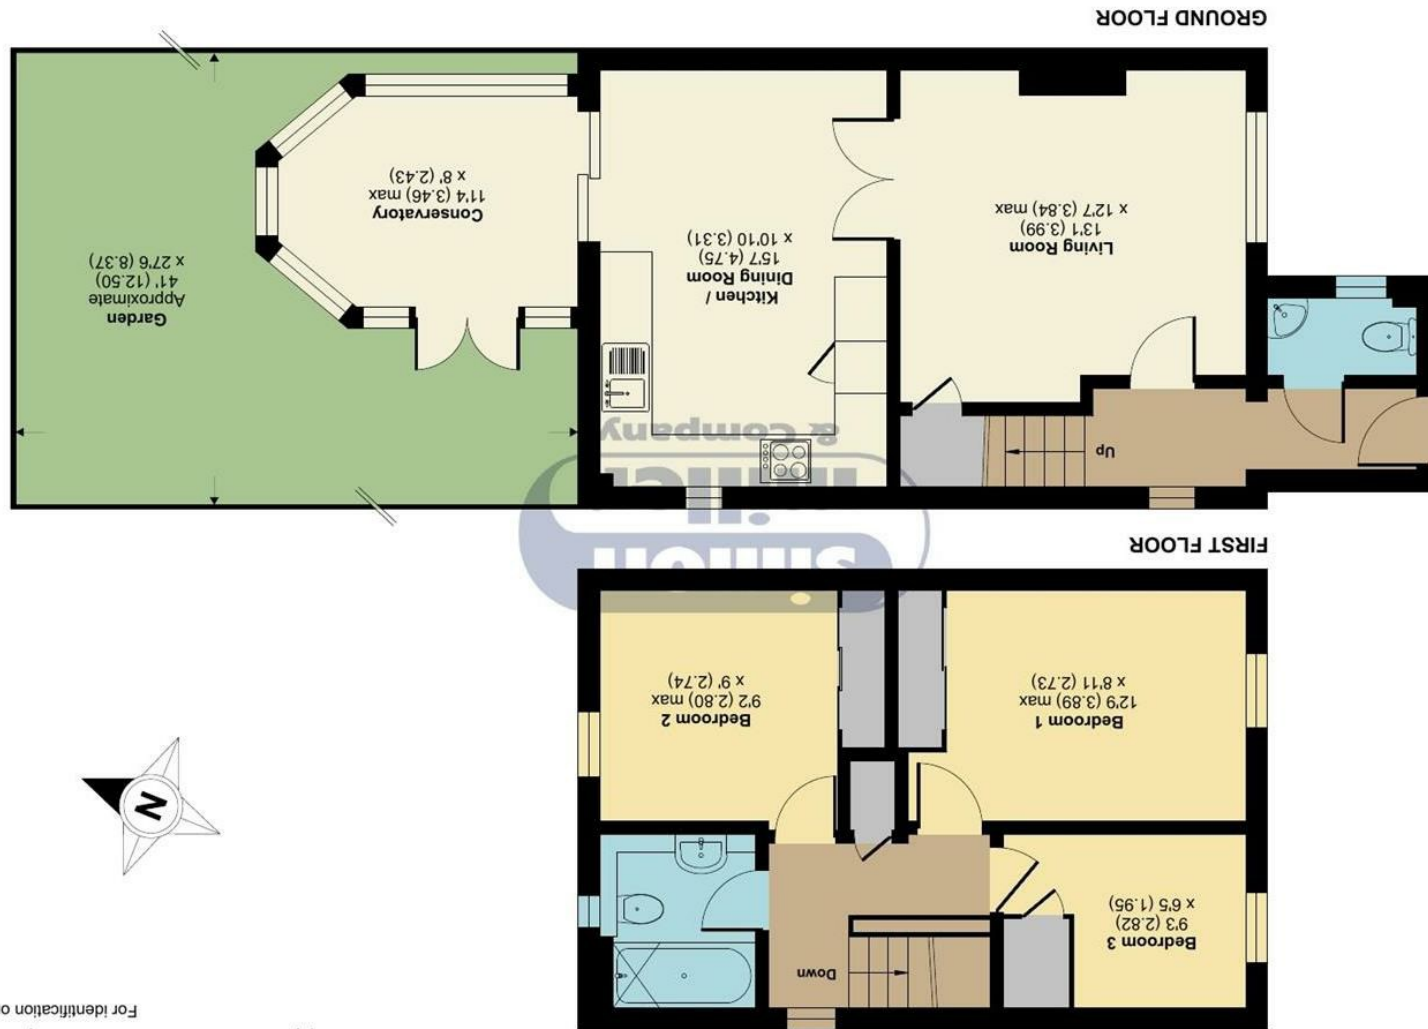 For identification o
Down
Bedroom 3
9'3 (2.82)
x 6'5 (1.95)
N
Bedroom 1
12'9 (3.89) max
x 8'11 (2.73)
Bedroom 2
9'2 (2.80) max
x 9' (2.74)
FIRST FLOOR
simon
miller
& Company
Up
Living Room
13'1 (3.99)
x 12'7 (3.84) max
Kitchen /
Dining Room
15'7 (4.75)
x 10'10 (3.31)
Conservatory
11'4 (3.46) max
x 8' (2.43)
Garden
Approximate
41' (12.50)
x 27'6 (8.37)
GROUND FLOOR